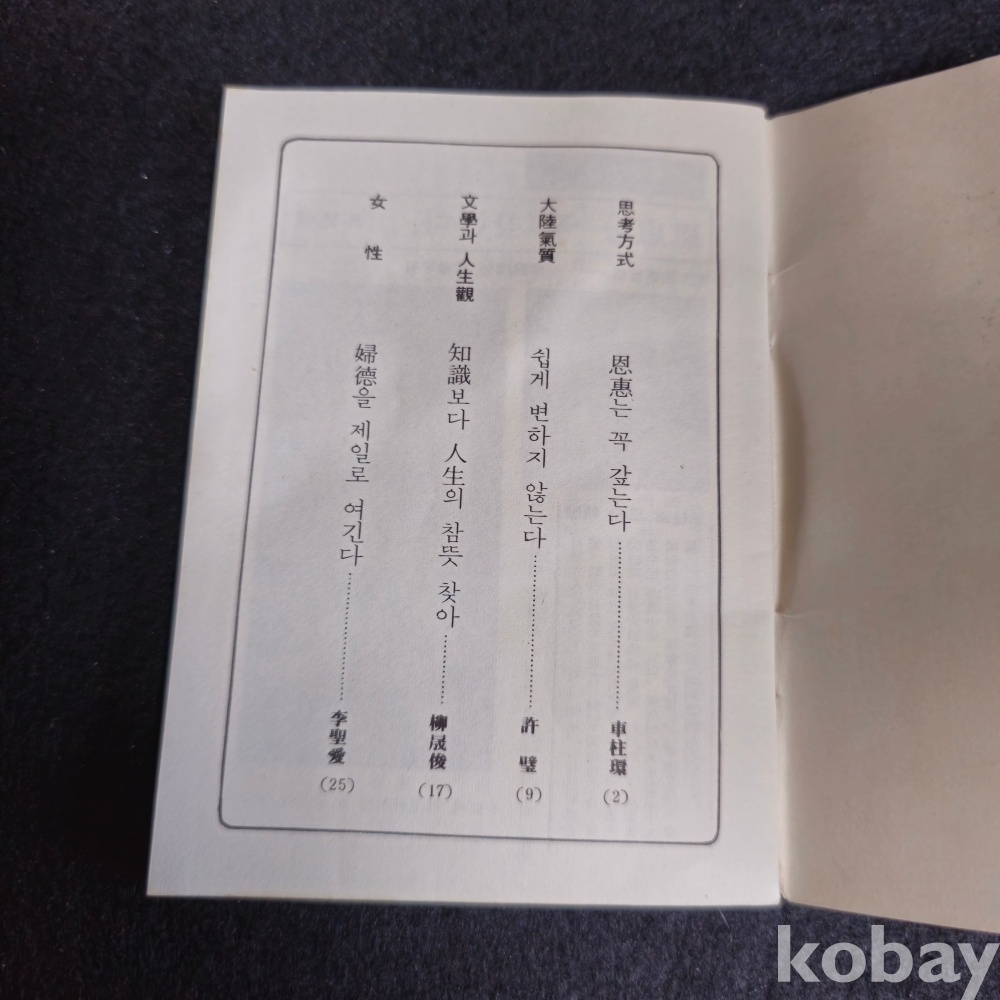 思考方式 恩惠는 꼭 갚는다 車柱環 (2)
大陸氣質 쉽게 변하지 않는다 許璧 (9)
文學과 人生觀 知識보다 人生의 참뜻 찾아 柳晟俊 (17)
女性 婦德을 제일로 여긴다 李聖愛 (25)
kobay